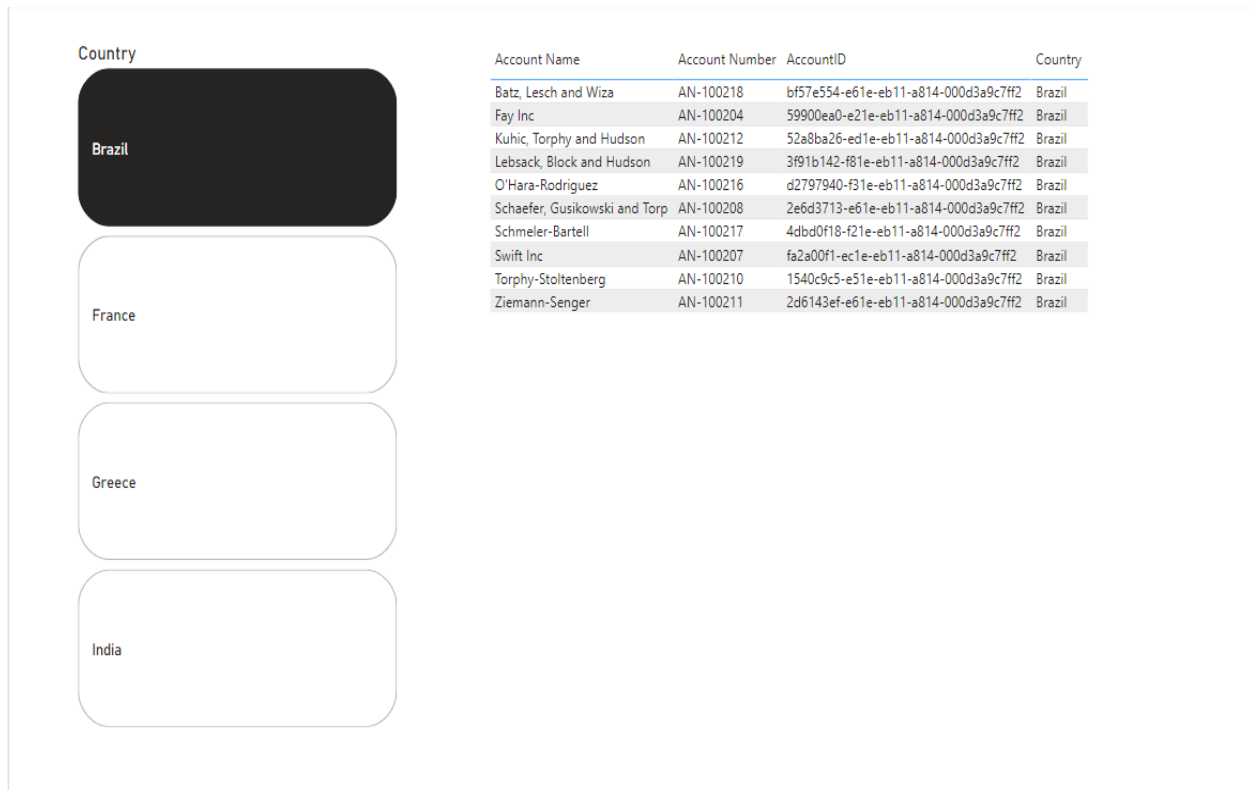 Country
Brazil
France
Greece
India
Account Name Account Number AccountID Country
Batz, Lesch and Wiza AN-100218 bf57e554-e61e-eb11-a814-000d3a9c7ff2 Brazil
Fay Inc AN-100204 59900ea0-e21e-eb11-a814-000d3a9c7ff2 Brazil
Kuhic, Torphy and Hudson AN-100212 52a8ba26-ed1e-eb11-a814-000d3a9c7ff2 Brazil
Lebsack, Block and Hudson AN-100219 3f91b142-f81e-eb11-a814-000d3a9c7ff2 Brazil
O'Hara-Rodriguez AN-100216 d2797940-f31e-eb11-a814-000d3a9c7ff2 Brazil
Schaefer, Gusikowski and Torp AN-100208 2e6d3713-e61e-eb11-a814-000d3a9c7ff2 Brazil
Schmeler-Bartell AN-100217 4dbd0f18-f21e-eb11-a814-000d3a9c7ff2 Brazil
Swift Inc AN-100207 fa2a00f1-ec1e-eb11-a814-000d3a9c7ff2 Brazil
Torphy-Stoltenberg AN-100210 1540c9c5-e51e-eb11-a814-000d3a9c7ff2 Brazil
Ziemann-Senger AN-100211 2d6143ef-e61e-eb11-a814-000d3a9c7ff2 Brazil